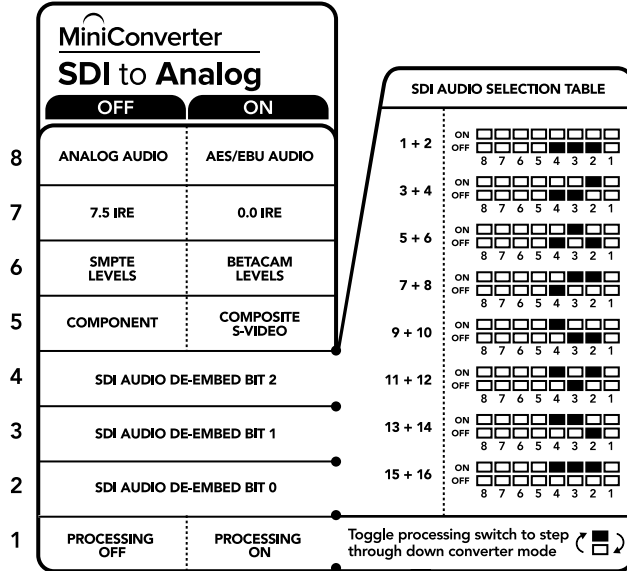 MiniConverter
SDI to Analog
OFF ON
8 ANALOG AUDIO AES/EBU AUDIO
7 7.5 IRE 0.0 IRE
6 SMPTE LEVELS BETACAM LEVELS
5 COMPONENT COMPOSITE S-VIDEO
4 SDI AUDIO DE-EMBED BIT 2
3 SDI AUDIO DE-EMBED BIT 1
2 SDI AUDIO DE-EMBED BIT 0
1 PROCESSING OFF PROCESSING ON
SDI AUDIO SELECTION TABLE
1 + 2 ON
OFF
8 7 6 5 4 3 2 1
3 + 4 ON
OFF
8 7 6 5 4 3 2 1
5 + 6 ON
OFF
8 7 6 5 4 3 2 1
7 + 8 ON
OFF
8 7 6 5 4 3 2 1
9 + 10 ON
OFF
8 7 6 5 4 3 2 1
11 + 12 ON
OFF
8 7 6 5 4 3 2 1
13 + 14 ON
OFF
8 7 6 5 4 3 2 1
15 + 16 ON
OFF
8 7 6 5 4 3 2 1
Toggle processing switch to step
through down converter mode